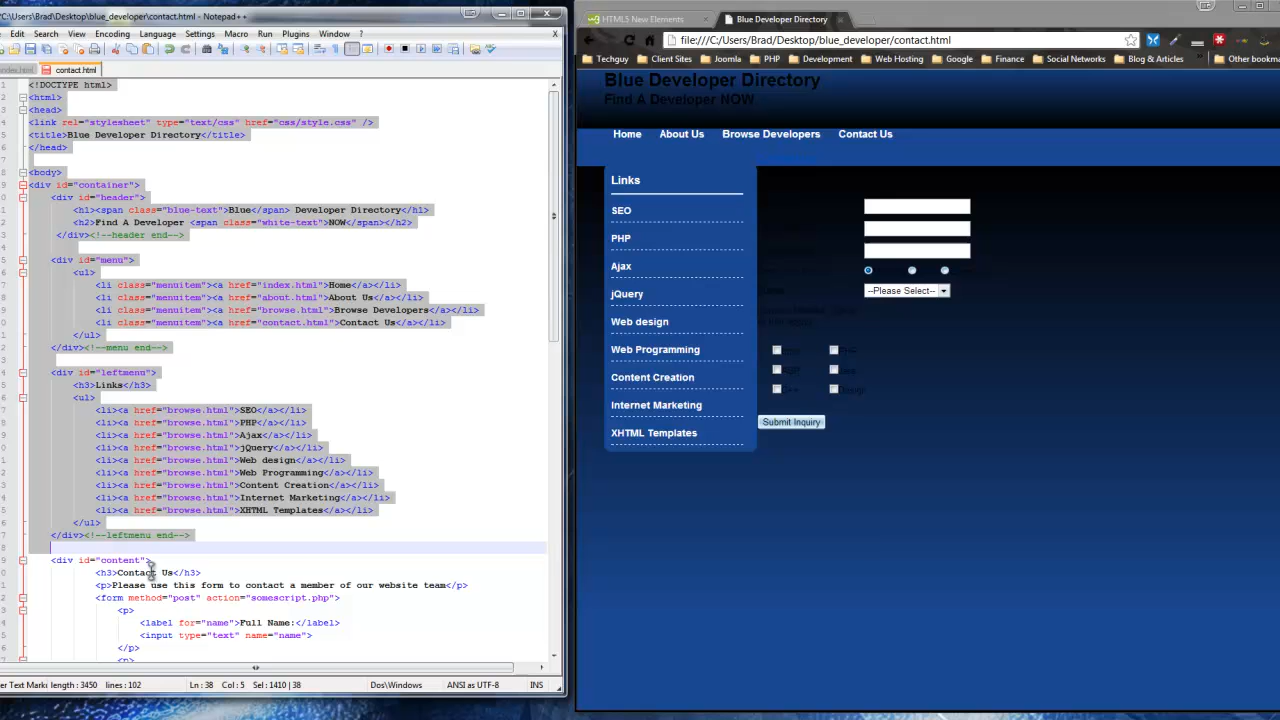 C:\Users\Brad\Desktop\blue_developer\contact.html - Notepad++
Edit Search View Encoding Language Settings Macro Run Plugins Window ? X
index.html contact.html
<!DOCTYPE html>
<html>
<head>
<link rel="stylesheet" type="text/css" href="css/style.css" />
<title>Blue Developer Directory</title>
</head>
<body>
<div id="container">
<div id="header">
<h1><span class="blue-text">Blue</span> Developer Directory</h1>
<h2>Find A Developer <span class="white-text">NOW</span></h2>
</div><!--header end-->
<div id="menu">
<ul>
<li class="menuitem"><a href="index.html">Home</a></li>
<li class="menuitem"><a href="about.html">About Us</a></li>
<li class="menuitem"><a href="browse.html">Browse Developers</a></li>
<li class="menuitem"><a href="contact.html">Contact Us</a></li>
</ul>
</div><!--menu end-->
<div id="leftmenu">
<h3>Links</h3>
<ul>
<li><a href="browse.html">SEO</a></li>
<li><a href="browse.html">PHP</a></li>
<li><a href="browse.html">Ajax</a></li>
<li><a href="browse.html">jQuery</a></li>
<li><a href="browse.html">Web design</a></li>
<li><a href="browse.html">Web Programming</a></li>
<li><a href="browse.html">Content Creation</a></li>
<li><a href="browse.html">Internet Marketing</a></li>
<li><a href="browse.html">XHTML Templates</a></li>
</ul>
</div><!--leftmenu end-->
<div id="content">
<h3>Contact Us</h3>
<p>Please use this form to contact a member of our website team</p>
<form method="post" action="somescript.php">
<p>
<label for="name">Full Name:</label>
<input type="text" name="name">
</p>
<p>
er Text Mark length : 3450 lines : 102 Ln : 38 Col : 5 Sel : 1410 | 38 Dos\Windows ANSI as UTF-8 INS
HTML5 New Elements Blue Developer Directory
file:///C:/Users/Brad/Desktop/blue_developer/contact.html
Bookmarks Techguy Client Sites Joomla PHP Development Web Hosting Google Finance Social Networks Blog & Articles Other bookma
Blue Developer Directory
Find A Developer NOW
Home About Us Browse Developers Contact Us
Links
SEO
PHP
Ajax
jQuery
Web design
Web Programming
Content Creation
Internet Marketing
XHTML Templates
--Please Select--
ASP
C++ Design
Submit Inquiry